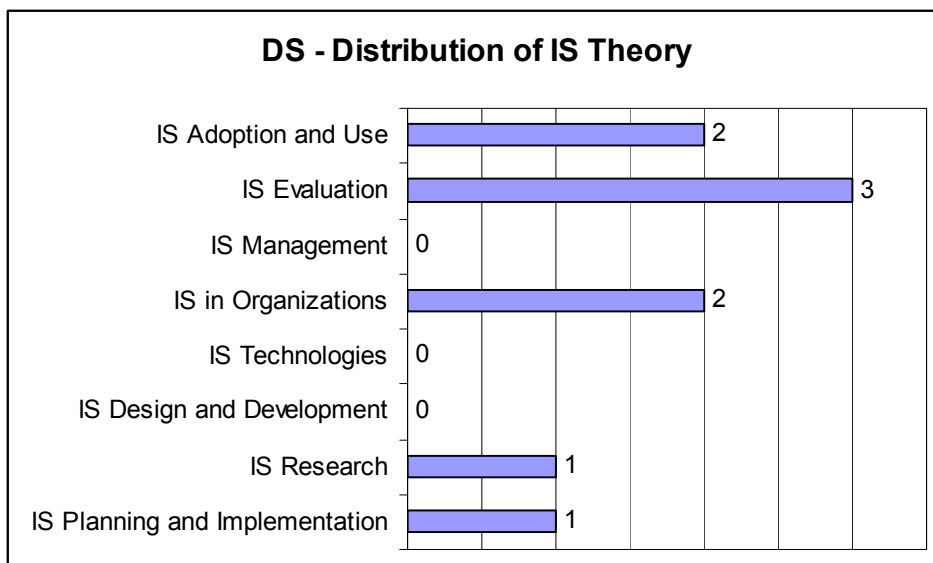 DS - Distribution of IS Theory
IS Adoption and Use 2
IS Evaluation 3
IS Management 0
IS in Organizations 2
IS Technologies 0
IS Design and Development 0
IS Research 1
IS Planning and Implementation 1